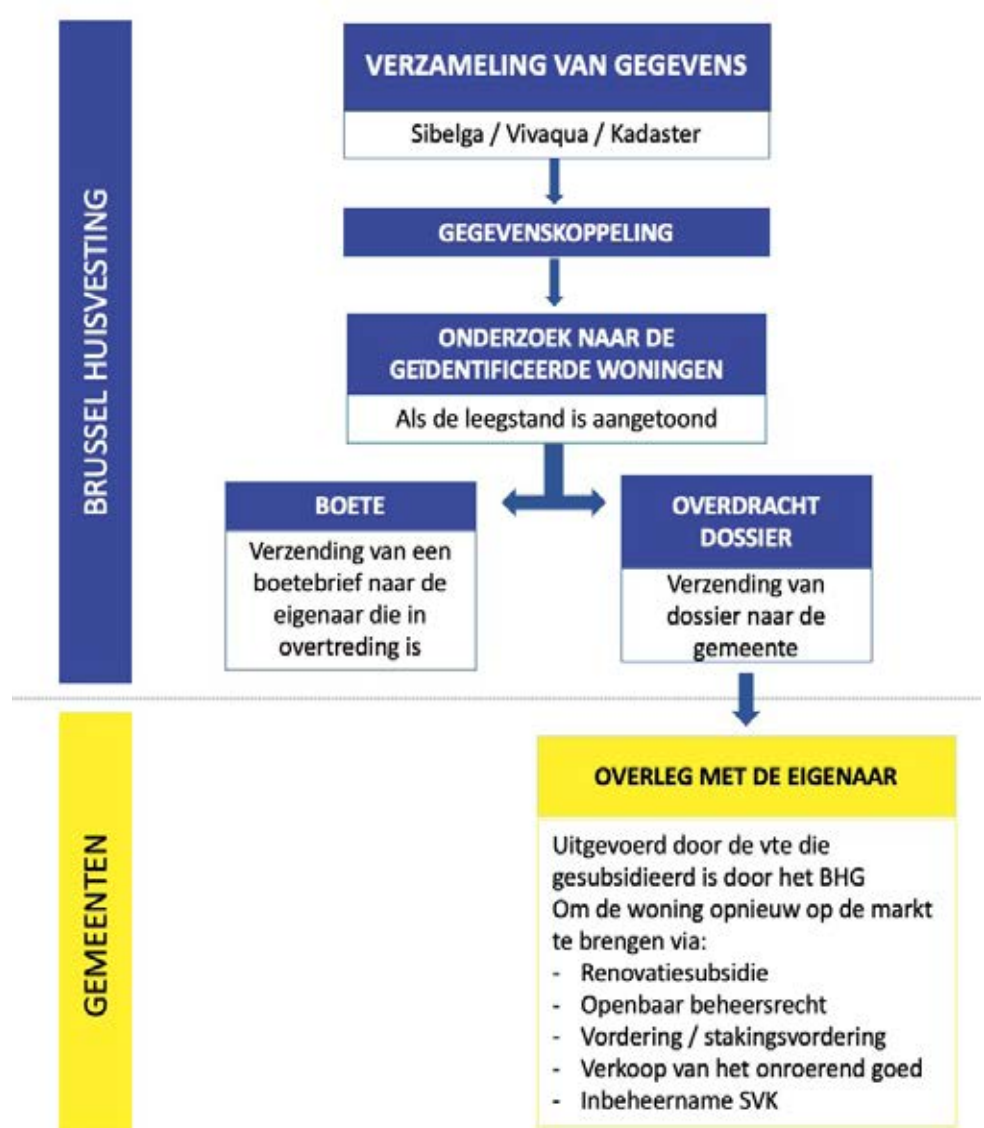 BRUSSEL HUISVESTING
VERZAMELING VAN GEGEVENS
Sibelga / Vivaqua / Kadaster
GEGEVENSKOPPELING
ONDERZOEK NAAR DE
GEÏDENTIFICEERDE WONINGEN
Als de leegstand is aangetoond
BOETE
Verzending van een
boetebrief naar de
eigenaar die in
overtreding is
OVERDRACHT
DOSSIER
Verzending van
dossier naar de
gemeente
GEMEENTEN
OVERLEG MET DE EIGENAAR
Uitgevoerd door de vte die
gesubsidieerd is door het BHG
Om de woning opnieuw op de markt
te brengen via:
- Renovatiesubsidie
- Openbaar beheersrecht
- Vordering / stakingsvordering
- Verkoop van het onroerend goed
- Inbeheername SVK